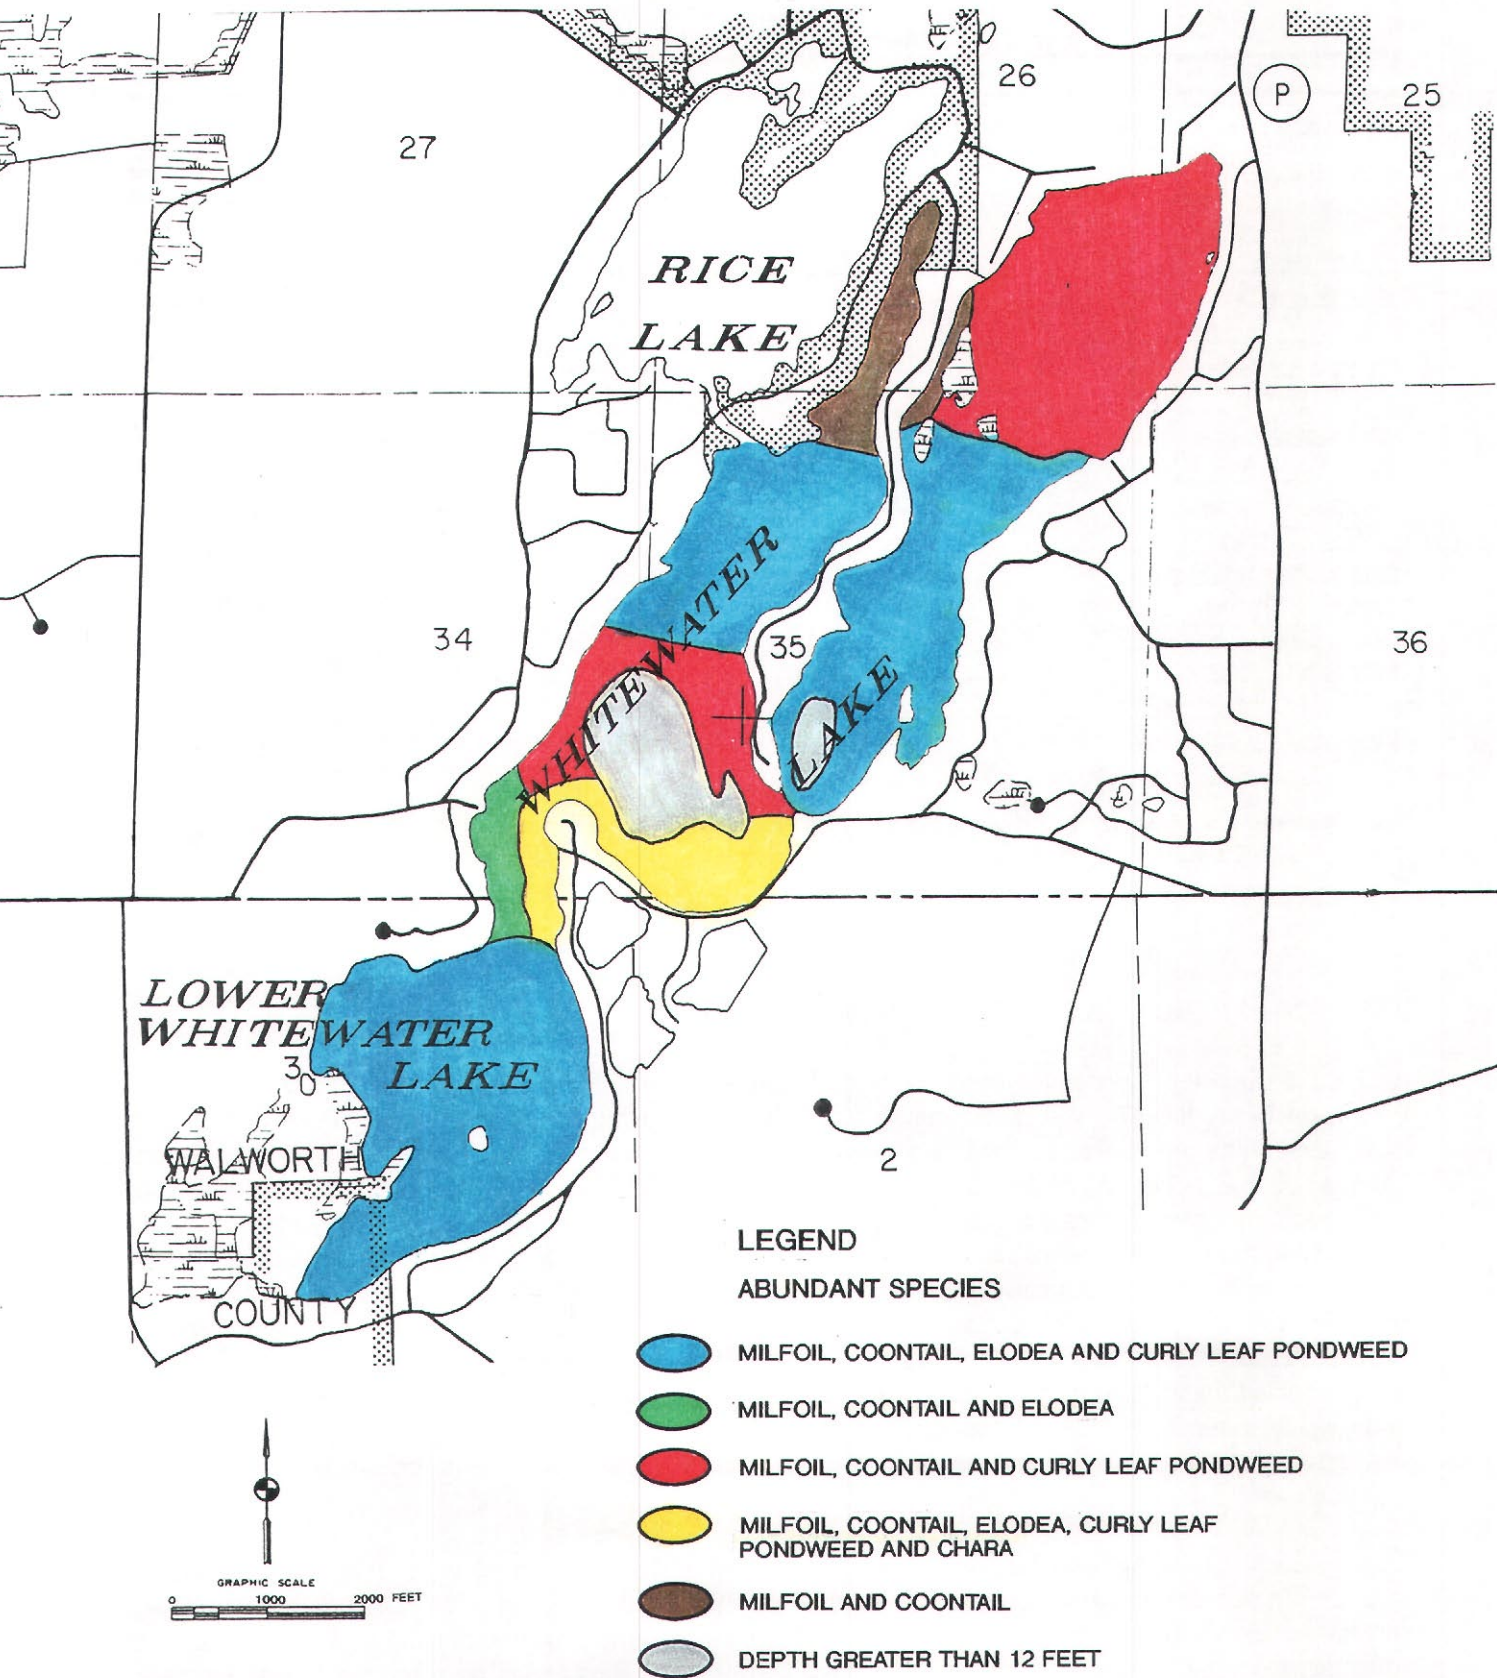 26
P
25
27
RICE
LAKE
34
35
36
WHITEWATER
LAKE
LOWER
WHITEWATER
LAKE
3
WALWORTH
COUNTY
2
LEGEND
ABUNDANT SPECIES
MILFOIL, COONTAIL, ELODEA AND CURLY LEAF PONDWEED
MILFOIL, COONTAIL AND ELODEA
MILFOIL, COONTAIL AND CURLY LEAF PONDWEED
MILFOIL, COONTAIL, ELODEA, CURLY LEAF
PONDWEED AND CHARA
MILFOIL AND COONTAIL
DEPTH GREATER THAN 12 FEET
GRAPHIC SCALE
0 1000 2000 FEET